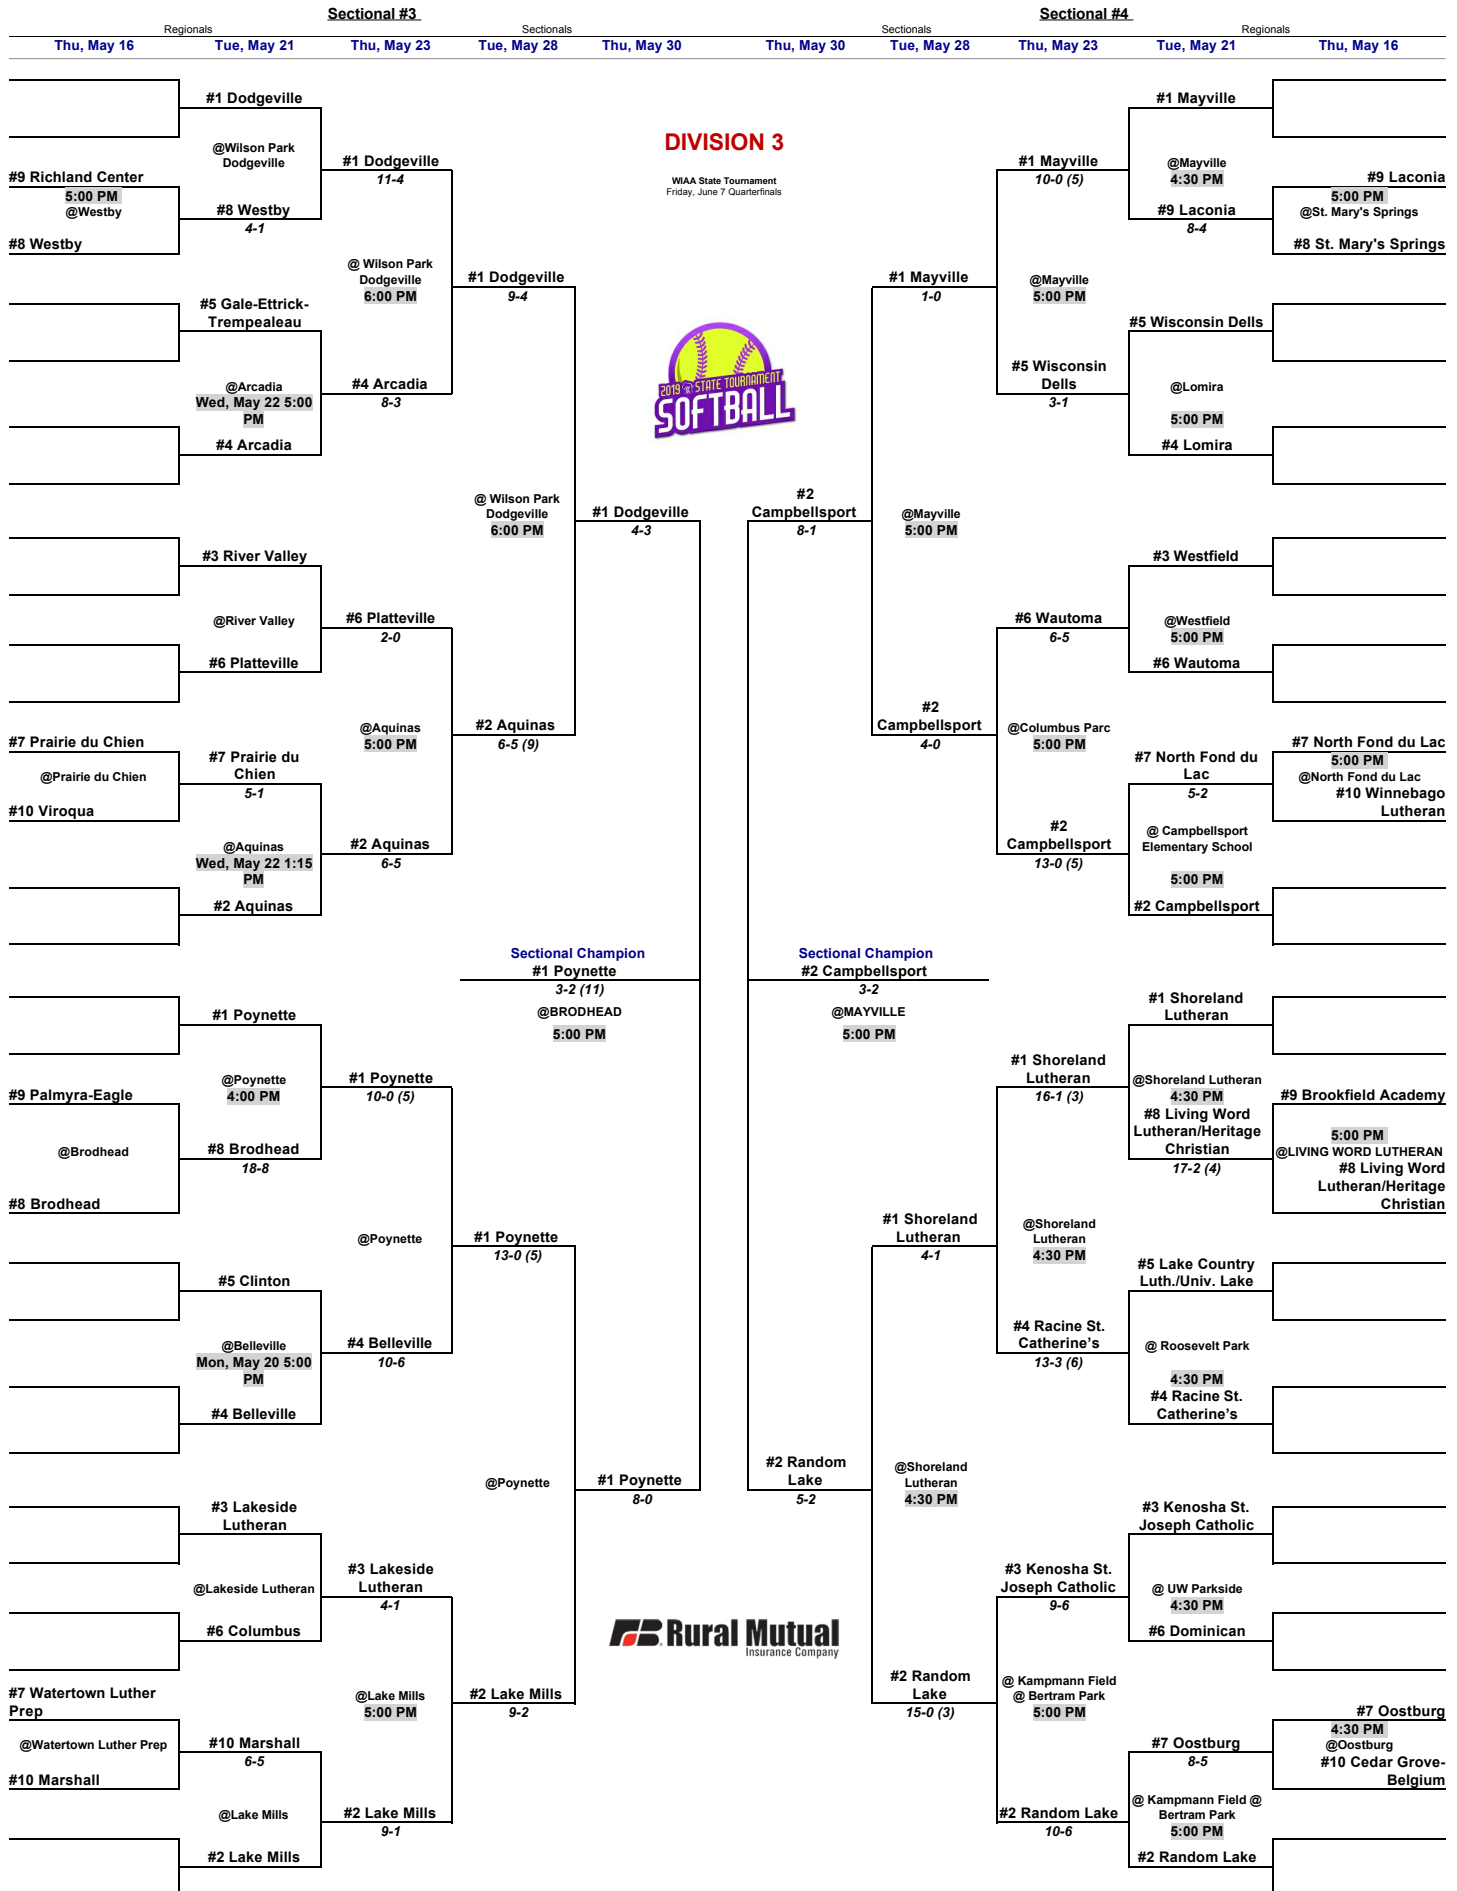 Sectional #3
Sectional #4
Regionals
Sectionals
Sectionals
Regionals
Thu, May 16
Tue, May 21
Thu, May 23
Tue, May 28
Thu, May 30
Thu, May 30
Tue, May 28
Thu, May 23
Tue, May 21
Thu, May 16
#9 Richland Center
5:00 PM
@Westby
#8 Westby
#7 Prairie du Chien
@Prairie du Chien
#10 Viroqua
#9 Palmyra-Eagle
@Brodhead
#8 Brodhead
#7 Watertown Luther
Prep
@Watertown Luther Prep
#10 Marshall
#1 Dodgeville
@Wilson Park
Dodgeville
#8 Westby
4-1
#5 Gale-Ettrick-
Trempealeau
@Arcadia
Wed, May 22 5:00
PM
#4 Arcadia
#3 River Valley
@River Valley
#6 Platteville
#7 Prairie du
Chien
5-1
@Aquinas
Wed, May 22 1:15
PM
#2 Aquinas
#1 Poynette
@Poynette
4:00 PM
#8 Brodhead
18-8
#5 Clinton
@Belleville
Mon, May 20 5:00
PM
#4 Belleville
#3 Lakeside
Lutheran
@Lakeside Lutheran
#6 Columbus
#10 Marshall
6-5
@Lake Mills
#2 Lake Mills
#1 Dodgeville
11-4
@ Wilson Park
Dodgeville
6:00 PM
#4 Arcadia
8-3
#6 Platteville
2-0
@Aquinas
5:00 PM
#2 Aquinas
6-5
#1 Poynette
10-0 (5)
@Poynette
#4 Belleville
10-6
#3 Lakeside
Lutheran
4-1
@Lake Mills
5:00 PM
#2 Lake Mills
9-1
#1 Dodgeville
9-4
@ Wilson Park
Dodgeville
6:00 PM
#2 Aquinas
6-5 (9)
#1 Poynette
13-0 (5)
@Poynette
#2 Lake Mills
9-2
#1 Dodgeville
4-3
Sectional Champion
#1 Poynette
3-2 (11)
@BRODHEAD
5:00 PM
#1 Poynette
8-0
DIVISION 3
WIAA State Tournament
Friday, June 7 Quarterfinals
2019 STATE TOURNAMENT
SOFTBALL
Rural Mutual
Insurance Company
#2
Campbellsport
8-1
Sectional Champion
#2 Campbellsport
3-2
@MAYVILLE
5:00 PM
#2 Random
Lake
5-2
#1 Mayville
1-0
@Mayville
5:00 PM
#2
Campbellsport
4-0
#1 Shoreland
Lutheran
4-1
@Shoreland
Lutheran
4:30 PM
#2 Random
Lake
15-0 (3)
#1 Mayville
10-0 (5)
@Mayville
5:00 PM
#5 Wisconsin
Dells
3-1
#6 Wautoma
6-5
@Columbus Parc
5:00 PM
#2
Campbellsport
13-0 (5)
#1 Shoreland
Lutheran
16-1 (3)
@Shoreland
Lutheran
4:30 PM
#4 Racine St.
Catherine's
13-3 (6)
#3 Kenosha St.
Joseph Catholic
9-6
@ Kampmann Field
@ Bertram Park
5:00 PM
#2 Random Lake
10-6
#1 Mayville
@Mayville
4:30 PM
#9 Laconia
8-4
#5 Wisconsin Dells
@Lomira
5:00 PM
#4 Lomira
#3 Westfield
@Westfield
5:00 PM
#6 Wautoma
#7 North Fond du
Lac
5-2
@ Campbellsport
Elementary School
5:00 PM
#2 Campbellsport
#1 Shoreland
Lutheran
@Shoreland Lutheran
4:30 PM
#8 Living Word
Lutheran/Heritage
Christian
17-2 (4)
#5 Lake Country
Luth./Univ. Lake
@ Roosevelt Park
4:30 PM
#4 Racine St.
Catherine's
#3 Kenosha St.
Joseph Catholic
@ UW Parkside
4:30 PM
#6 Dominican
#7 Oostburg
8-5
@ Kampmann Field @
Bertram Park
5:00 PM
#2 Random Lake
#9 Laconia
5:00 PM
@St. Mary's Springs
#8 St. Mary's Springs
#7 North Fond du Lac
5:00 PM
@North Fond du Lac
#10 Winnebago
Lutheran
#9 Brookfield Academy
5:00 PM
@LIVING WORD LUTHERAN
#8 Living Word
Lutheran/Heritage
Christian
#7 Oostburg
4:30 PM
@Oostburg
#10 Cedar Grove-
Belgium